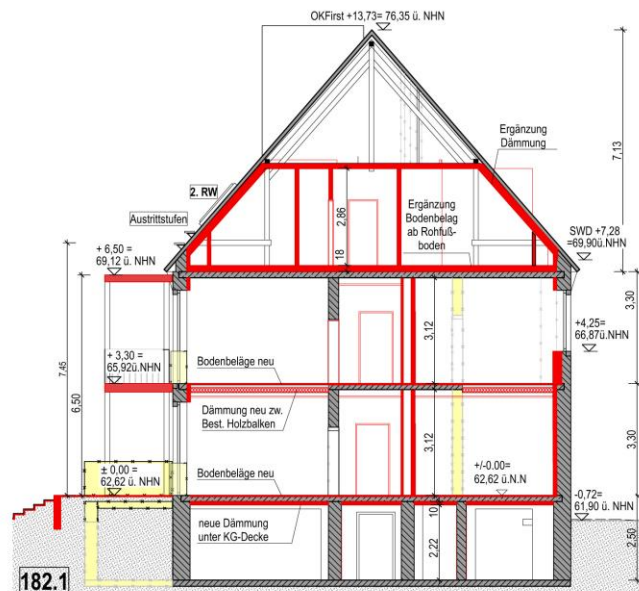 OKFirst +13,73= 76,35 ü. NHN
7,13
Ergänzung
Dämmung
2. RW
Austrittstufen
2,86
18
Ergänzung
Bodenbelag
ab Rohfuß-
boden
SWD +7,28
=69,90ü.NHN
+ 6,50 =
69,12 ü. NHN
3,30
3,12
+4,25=
66,87ü.NHN
7,45
6,50
+ 3,30 =
65,92ü.NHN
Bodenbeläge neu
Dämmung neu zw.
Best. Holzbalken
3,12
3,30
± 0,00 =
62,62 ü. NHN
Bodenbeläge neu
+/-0.00=
62,62 ü.N.N
-0,72=
61,90 ü. NHN
neue Dämmung
unter KG-Decke
10
2,22
2,50
182.1